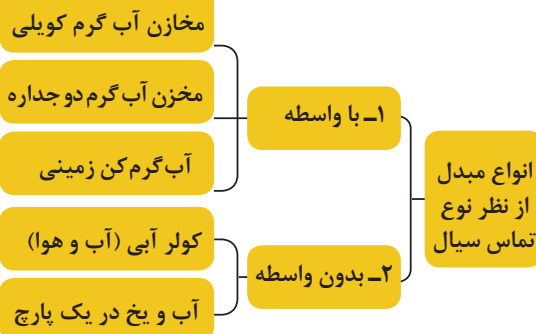 انواع مبدل
از نظر نوع
تماس سیال
۱ـ با واسطه
مخازن آب گرم کویلی
مخزن آب گرم دو جداره
آب گرم کن زمینی
۲ـ بدون واسطه
کولر آبی (آب و هوا)
آب و یخ در یک پارچ